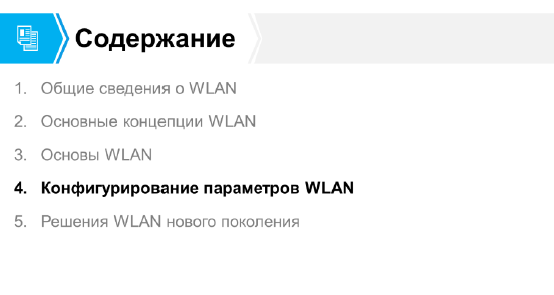 Содержание
1. Общие сведения о WLAN
2. Основные концепции WLAN
3. Основы WLAN
4. Конфигурирование параметров WLAN
5. Решения WLAN нового поколения